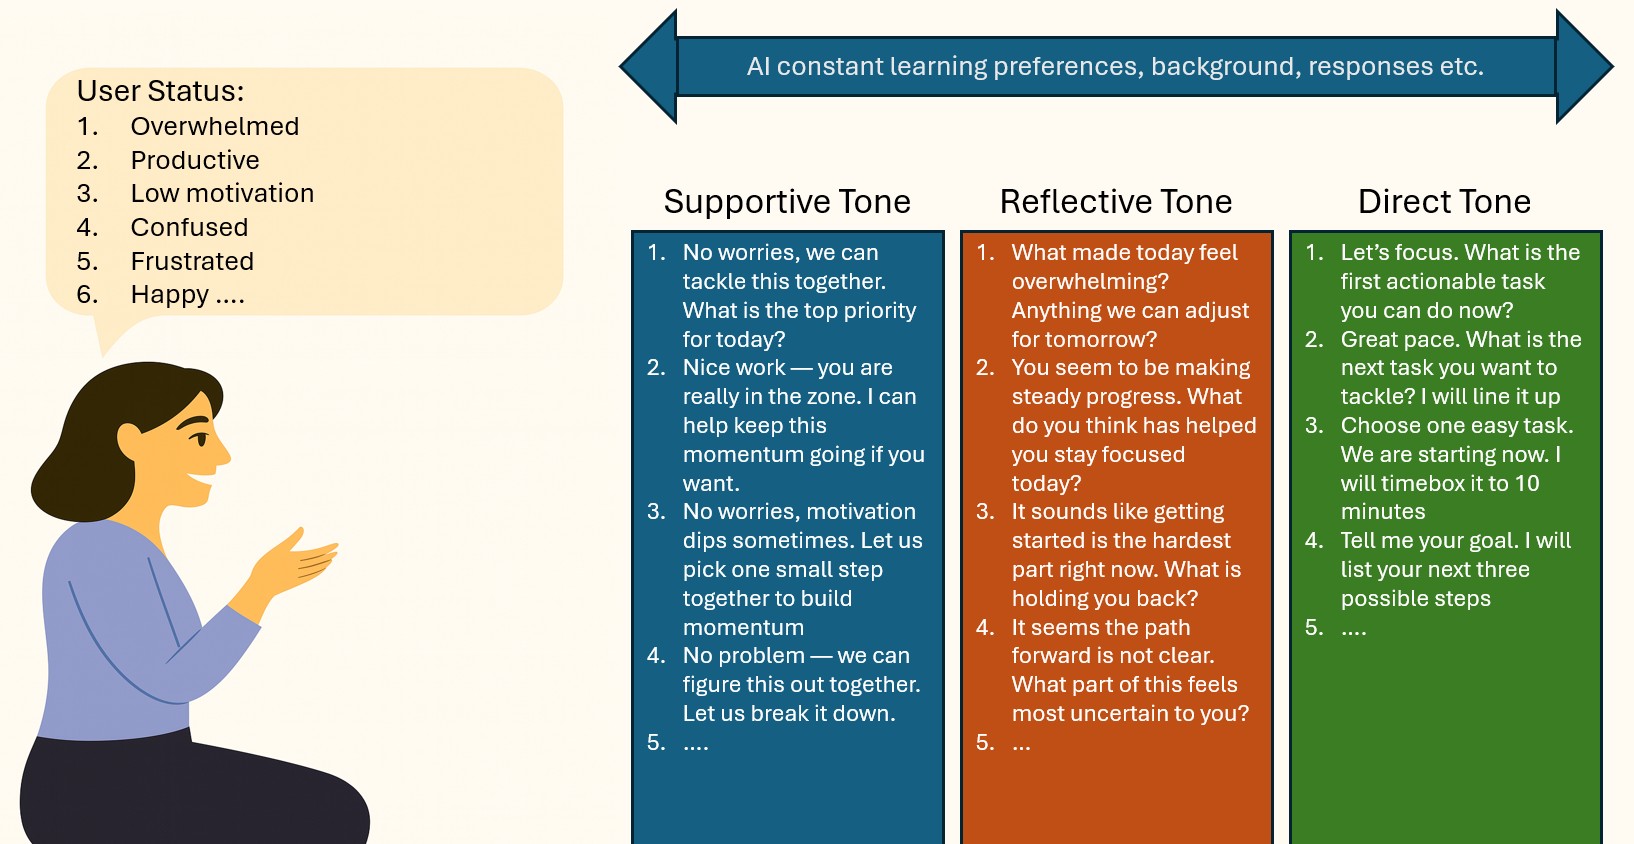 User Status:
1. Overwhelmed
2. Productive
3. Low motivation
4. Confused
5. Frustrated
6. Happy ....
AI constant learning preferences, background, responses etc.
Supportive Tone
1. No worries, we can
tackle this together.
What is the top priority
for today?
2. Nice work — you are
really in the zone. I can
help keep this
momentum going if you
want.
3. No worries, motivation
dips sometimes. Let us
pick one small step
together to build
momentum
4. No problem — we can
figure this out together.
Let us break it down.
5. ....
Reflective Tone
1. What made today feel
overwhelming?
Anything we can adjust
for tomorrow?
2. You seem to be making
steady progress. What
do you think has helped
you stay focused
today?
3. It sounds like getting
started is the hardest
part right now. What is
holding you back?
4. It seems the path
forward is not clear.
What part of this feels
most uncertain to you?
5. ...
Direct Tone
1. Let’s focus. What is the
first actionable task
you can do now?
2. Great pace. What is the
next task you want to
tackle? I will line it up
3. Choose one easy task.
We are starting now. I
will timebox it to 10
minutes
4. Tell me your goal. I will
list your next three
possible steps
5. ....